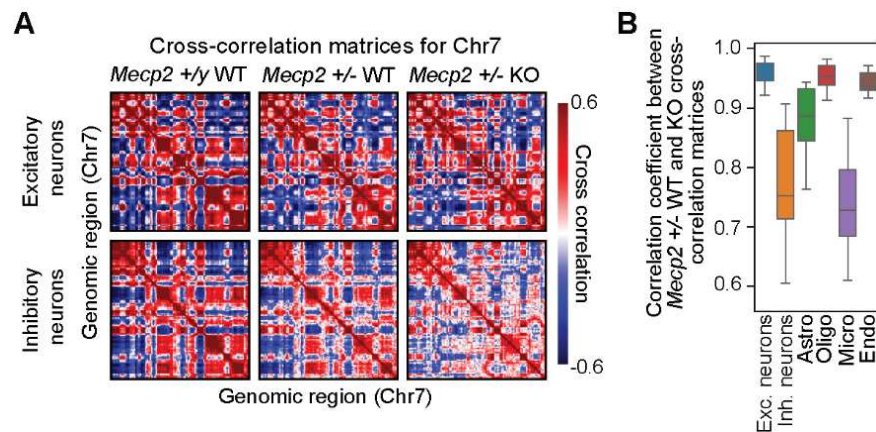 A
Cross-correlation matrices for Chr7
Mecp2 +/y WT
Mecp2 +/- WT
Mecp2 +/- KO
Excitatory
neurons
Inhibitory
neurons
Genomic region (Chr7)
Genomic region (Chr7)
0.6
Cross correlation
-0.6
B
Correlation coefficient between
Mecp2 +/- WT and KO cross-
correlation matrices
1.0
0.9
0.8
0.7
0.6
Exc. neurons
Inh. neurons
Astro
Oligo
Micro
Endo